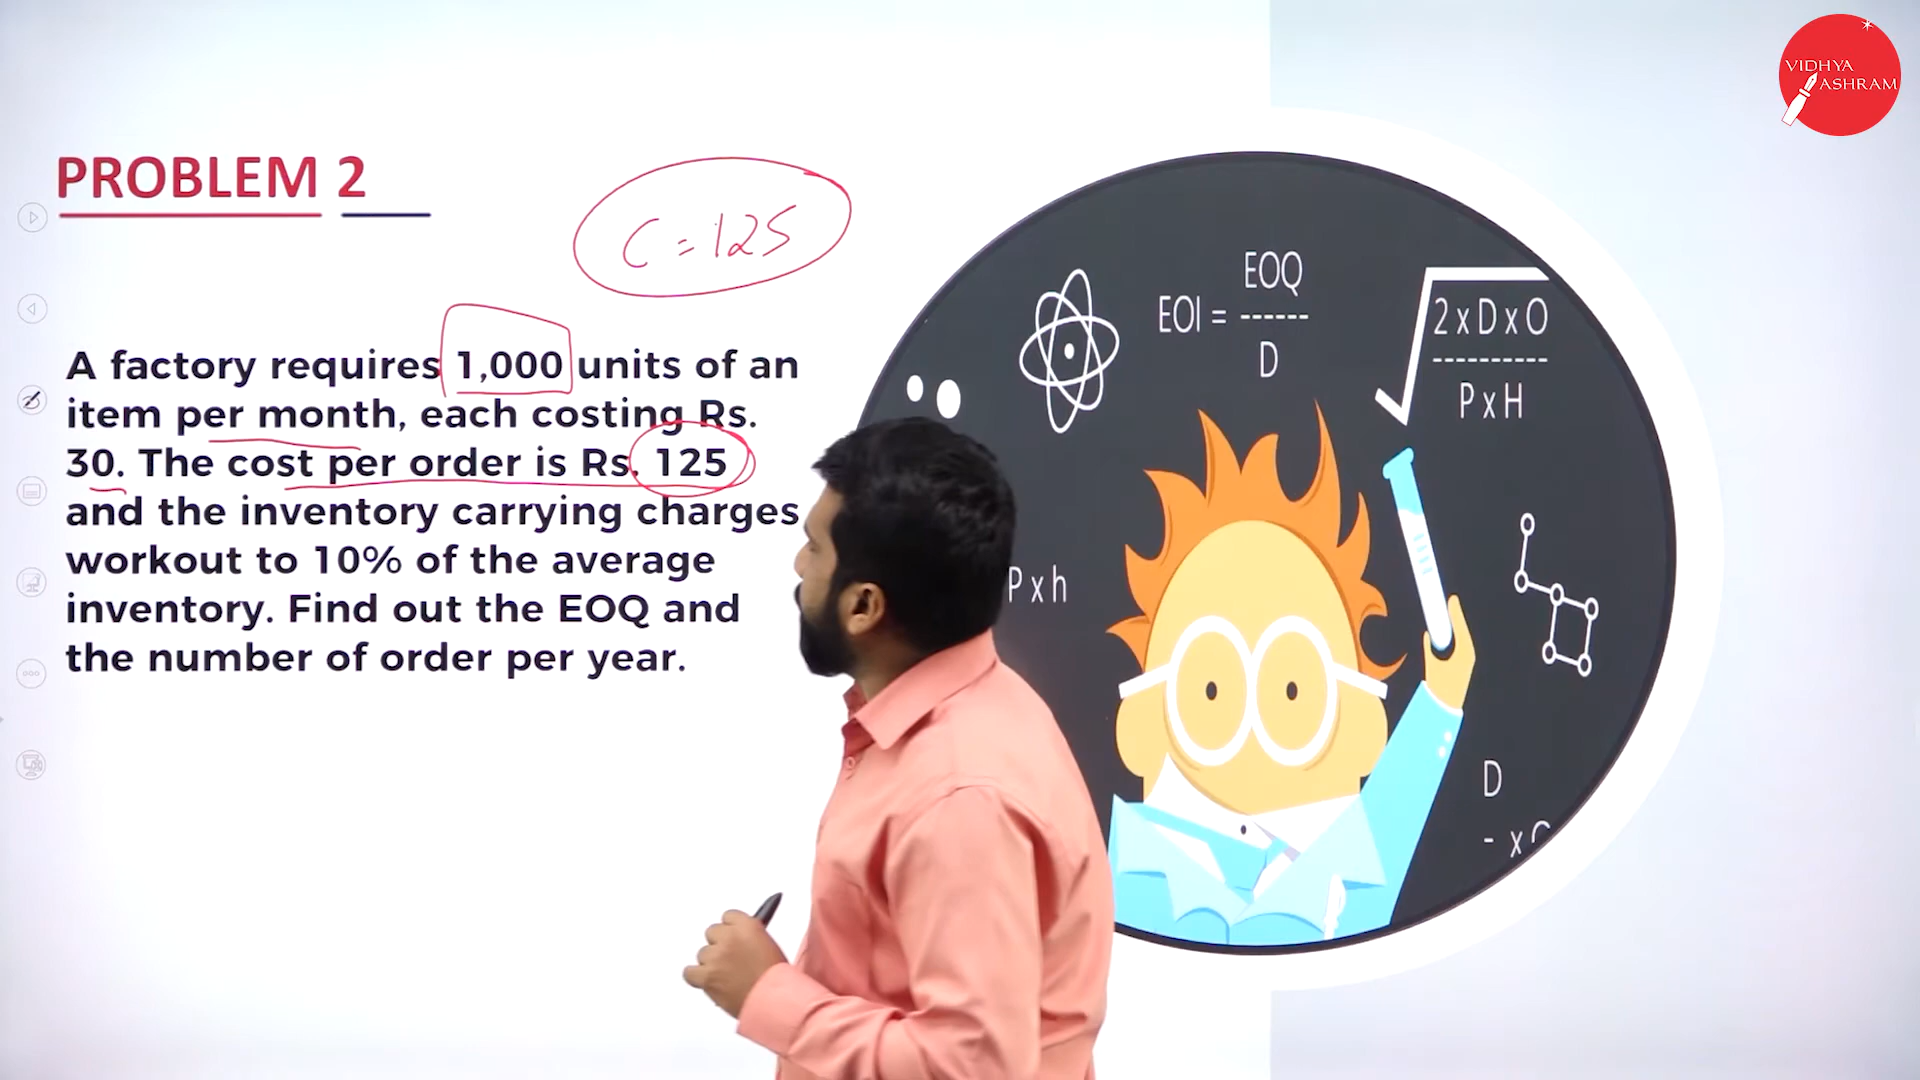 VIDHYA
ASHRAM
PROBLEM 2
C = 125
A factory requires 1,000 units of an
item per month, each costing Rs.
30. The cost per order is Rs. 125
and the inventory carrying charges
workout to 10% of the average
inventory. Find out the EOQ and
the number of order per year.
EOQ
EOI = ------
D
2 x D x O
----------
P x H
P x h
D
- x